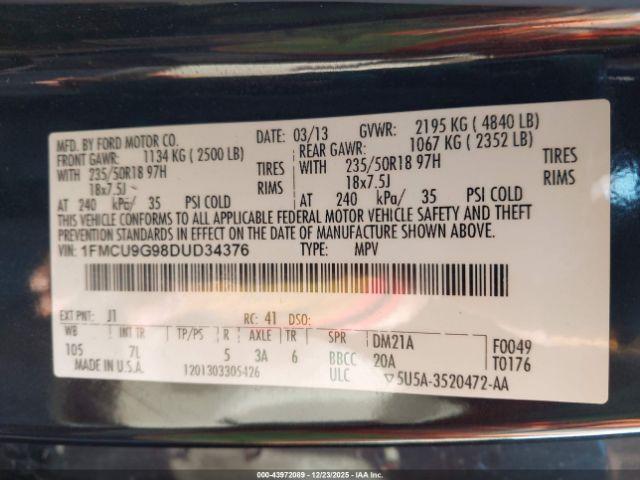 MFD. BY FORD MOTOR CO. DATE: 03/13 GVWR: 2195 KG ( 4840 LB)
FRONT GAWR: 1134 KG ( 2500 LB) REAR GAWR: 1067 KG ( 2352 LB)
WITH 235/50R18 97H TIRES WITH 235/50R18 97H TIRES
18x7.5J RIMS 18x7.5J RIMS
AT 240 kPa/ 35 PSI COLD AT 240 kPa/ 35 PSI COLD
THIS VEHICLE CONFORMS TO ALL APPLICABLE FEDERAL MOTOR VEHICLE SAFETY AND THEFT
PREVENTION STANDARDS IN EFFECT ON THE DATE OF MANUFACTURE SHOWN ABOVE.
VIN: 1FMCU9G98DUD34376 TYPE: MPV
EXT PNT: J1 RC: 41 DSO:
WB INT TR TP/PS R AXLE TR SPR DM21A F0049
105 7L 5 3A 6 BBCC 20A T0176
MADE IN U.S.A. 1201303305426 ULC ▽5U5A-3520472-AA
000-43972089 - 12/23/2025 - IAAI, Inc.